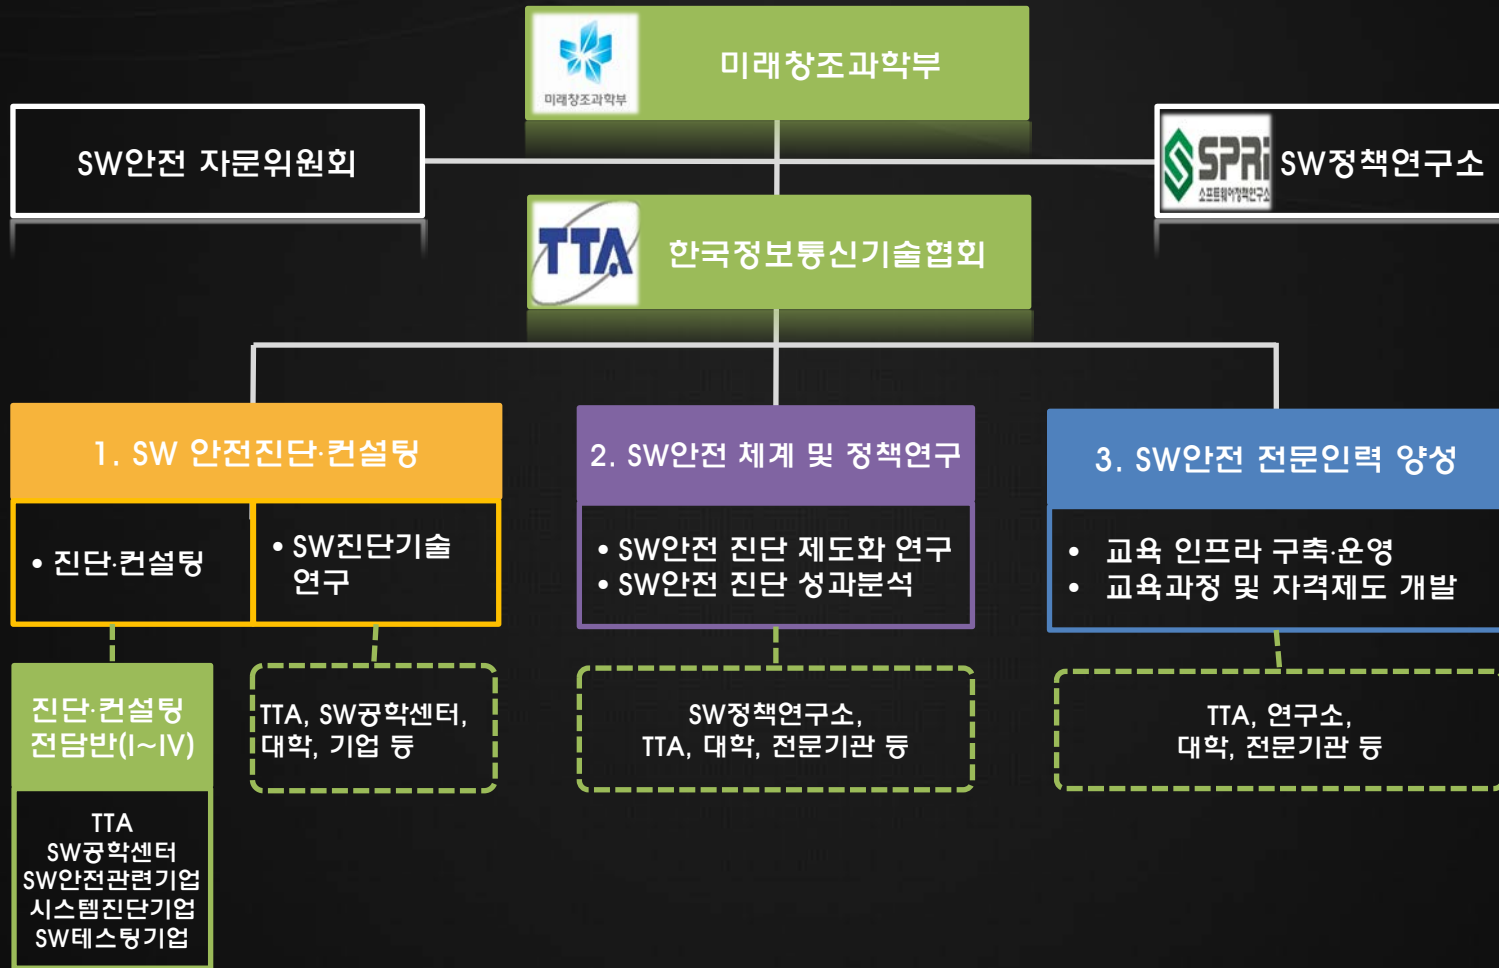 미래창조과학부
미래창조과학부
SW안전 자문위원회
SPRi
소프트웨어정책연구소
SW정책연구소
TTA
한국정보통신기술협회
1. SW 안전진단·컨설팅
• 진단·컨설팅
• SW진단기술
연구
2. SW안전 체계 및 정책연구
• SW안전 진단 제도화 연구
• SW안전 진단 성과분석
3. SW안전 전문인력 양성
• 교육 인프라 구축·운영
• 교육과정 및 자격제도 개발
진단·컨설팅
전담반(I~IV)
TTA
SW공학센터
SW안전관련기업
시스템진단기업
SW테스팅기업
TTA, SW공학센터,
대학, 기업 등
SW정책연구소,
TTA, 대학, 전문기관 등
TTA, 연구소,
대학, 전문기관 등